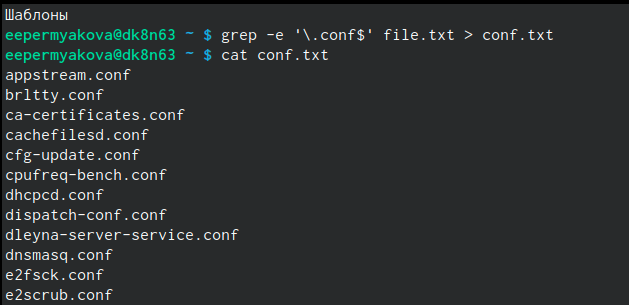 Шаблоны
eepermyakova@dk8n63 ~ $ grep -e '\.conf$' file.txt > conf.txt
eepermyakova@dk8n63 ~ $ cat conf.txt
appstream.conf
brltty.conf
ca-certificates.conf
cachefilesd.conf
cfg-update.conf
cpufreq-bench.conf
dhcpcd.conf
dispatch-conf.conf
dleyna-server-service.conf
dnsmasq.conf
e2fsck.conf
e2scrub.conf